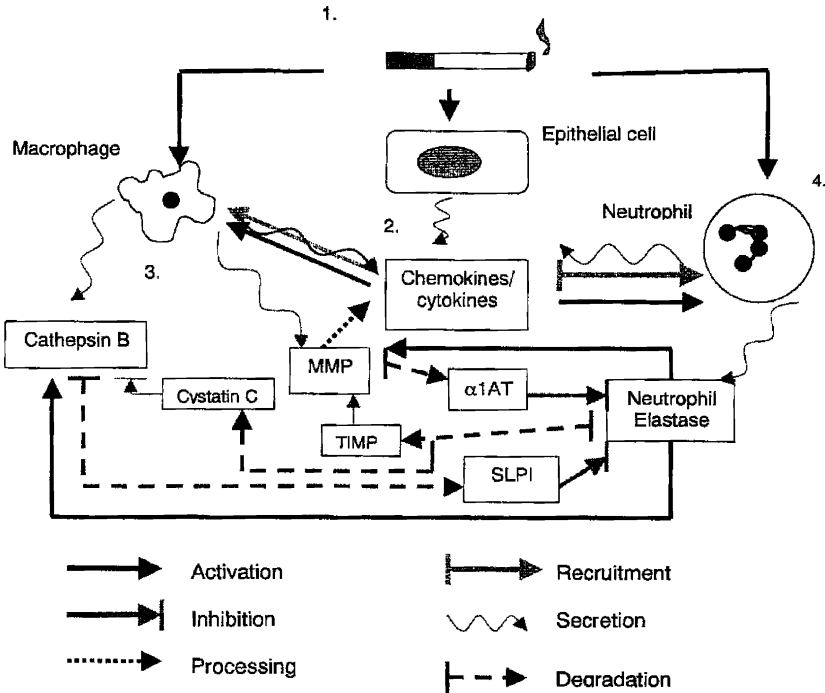 1.
Epithelial cell
Macrophage
4.
Neutrophil
2.
3.
Chemokines/
cytokines
Cathepsin B
MMP
α1AT
Neutrophil
Elastase
Cystatin C
TIMP
SLPI
Activation
Recruitment
Inhibition
Secretion
Processing
Degradation